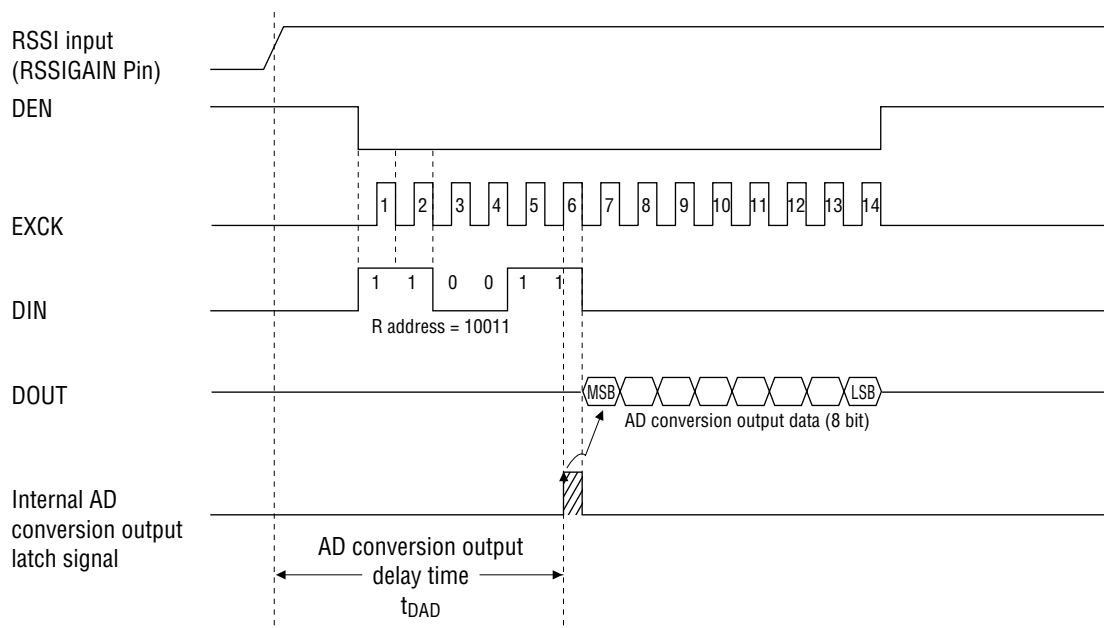 RSSI input
(RSSIGAIN Pin)
DEN
EXCK
1 2 3 4 5 6 7 8 9 10 11 12 13 14
DIN
1 1 0 0 1 1
R address = 10011
DOUT
MSB LSB
AD conversion output data (8 bit)
Internal AD
conversion output
latch signal
AD conversion output
delay time
tDAD